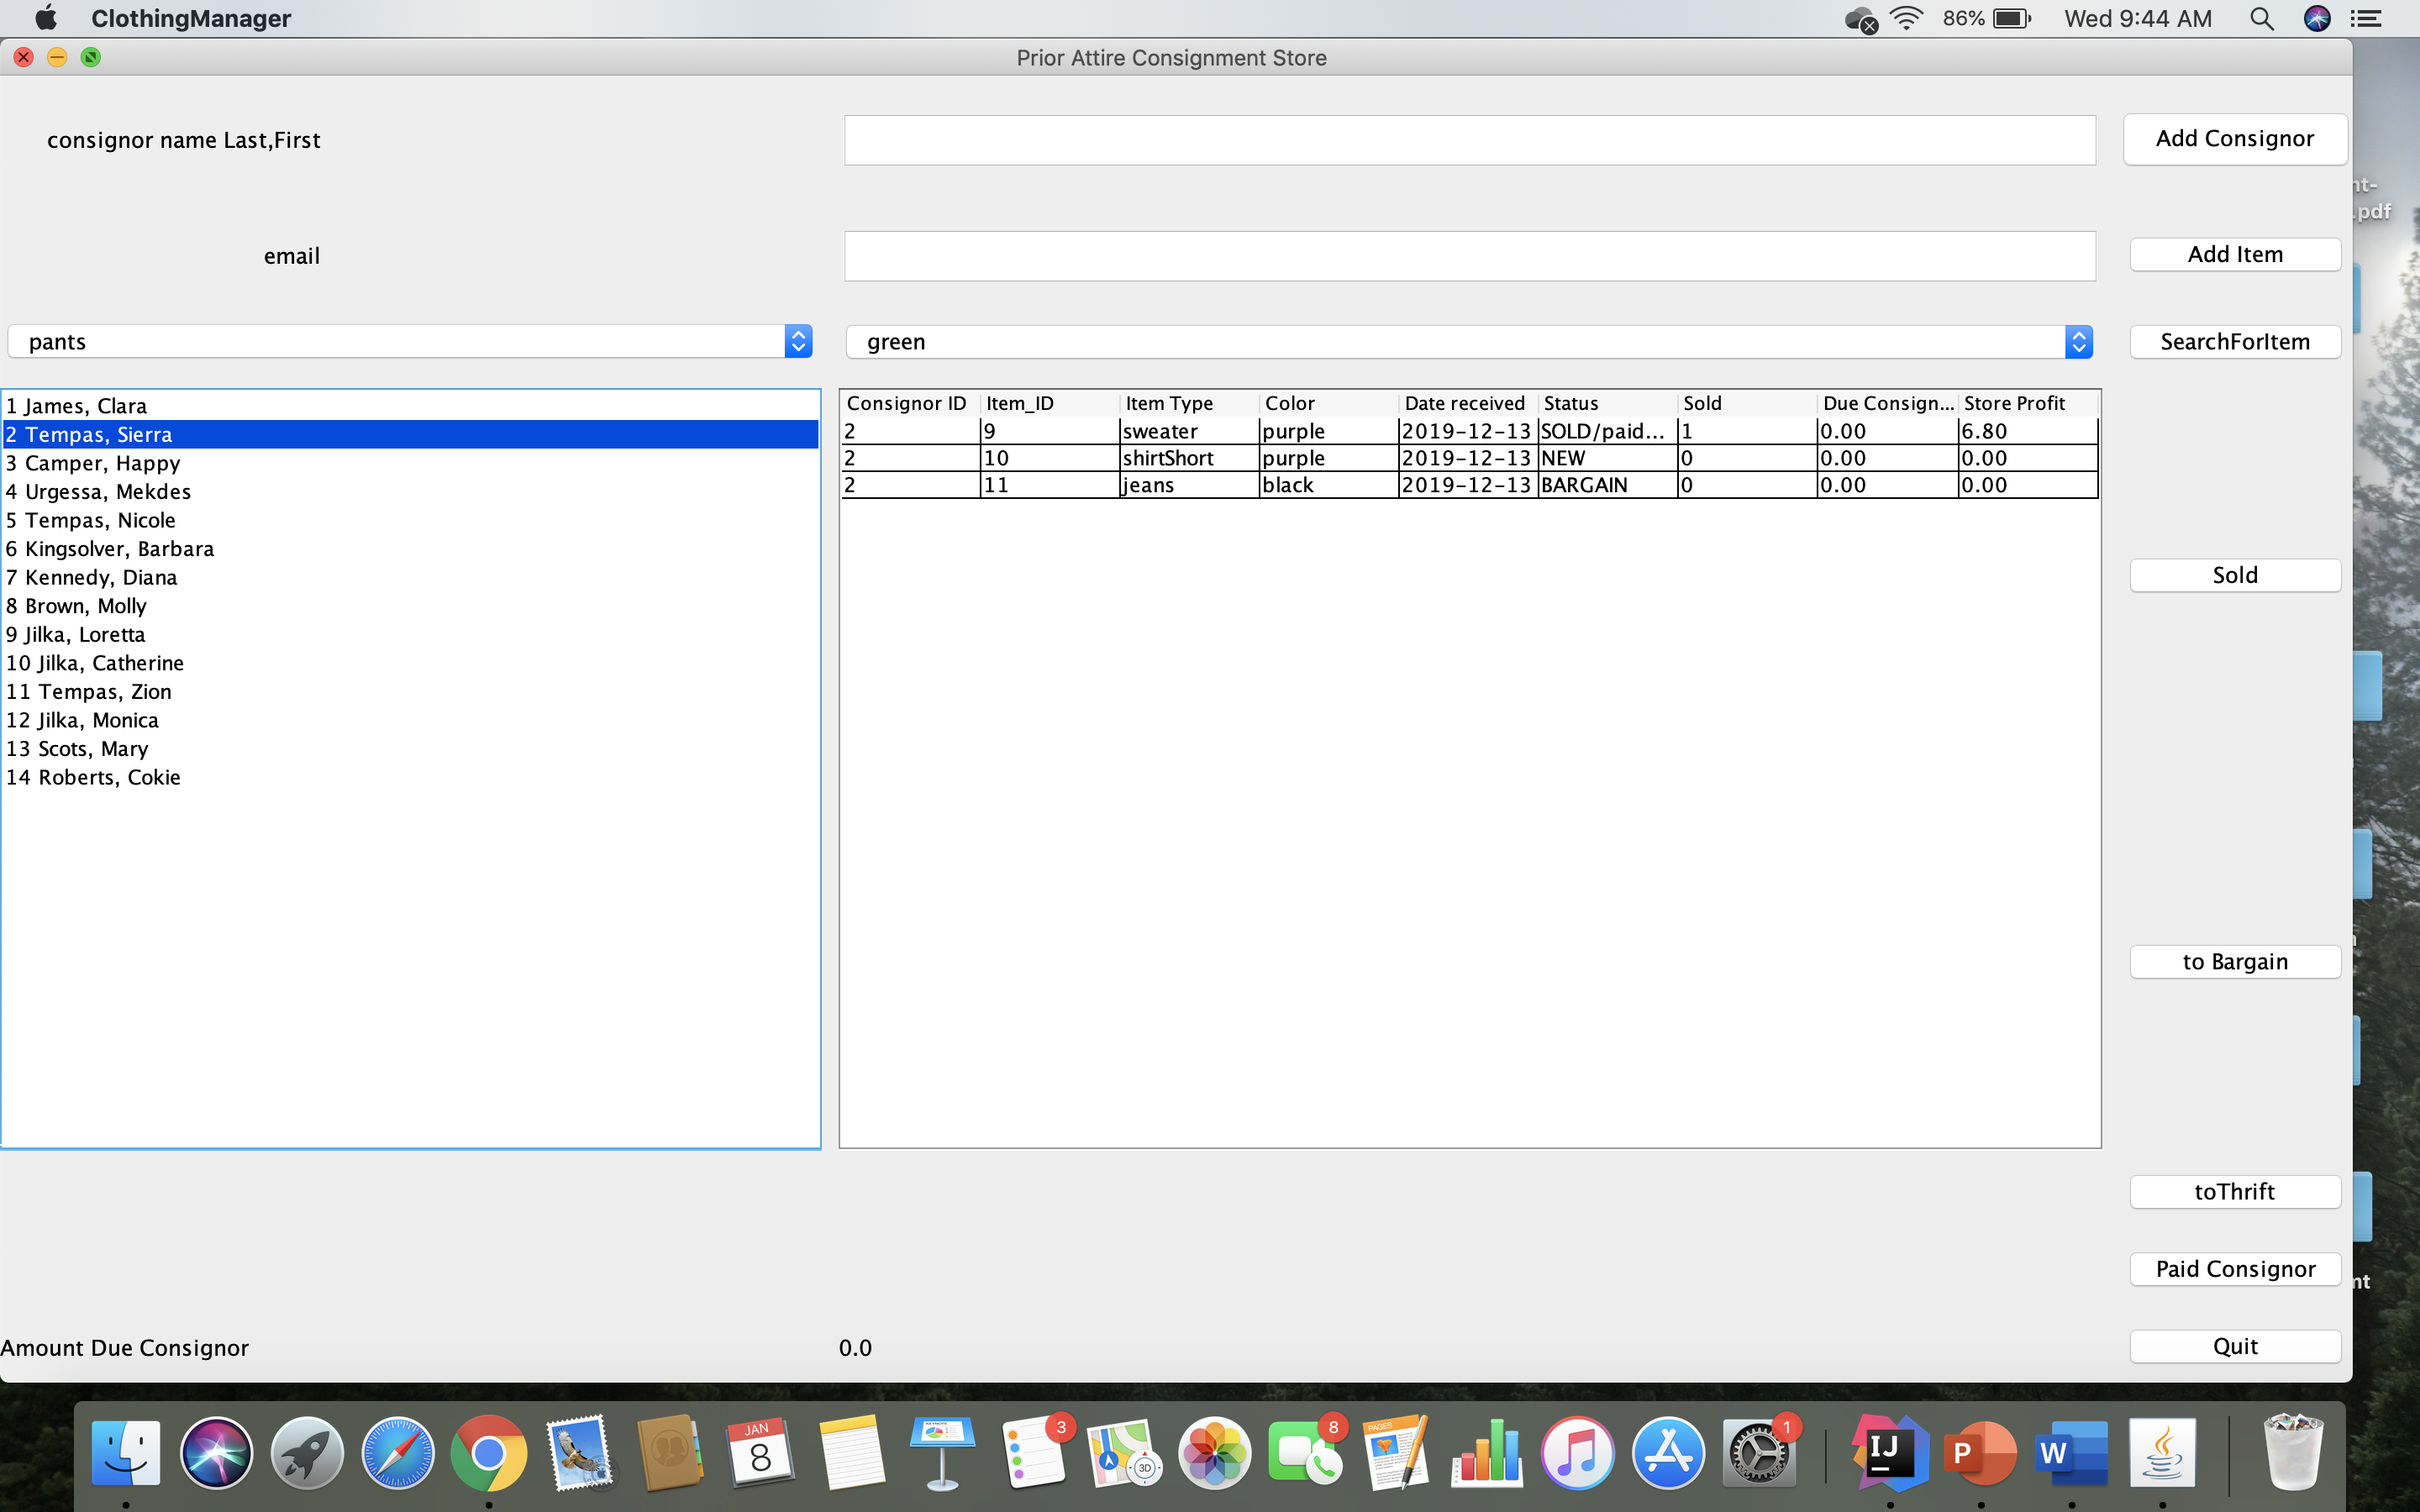 ClothingManager 86% Wed 9:44 AM
Prior Attire Consignment Store
consignor name Last,First Add Consignor
nt-
.pdf
email Add Item
pants green SearchForItem
Consignor ID Item_ID Item Type Color Date received Status Sold Due Consign... Store Profit
2 9 sweater purple 2019-12-13 SOLD/paid... 1 0.00 6.80
2 10 shirtShort purple 2019-12-13 NEW 0 0.00 0.00
2 11 jeans black 2019-12-13 BARGAIN 0 0.00 0.00
1 James, Clara
2 Tempas, Sierra
3 Camper, Happy
4 Urgessa, Mekdes
5 Tempas, Nicole
6 Kingsolver, Barbara
7 Kennedy, Diana
8 Brown, Molly
9 Jilka, Loretta
10 Jilka, Catherine
11 Tempas, Zion
12 Jilka, Monica
13 Scots, Mary
14 Roberts, Cokie
Sold
to Bargain
toThrift
Paid Consignor
nt
Amount Due Consignor 0.0 Quit
JAN
8
3
3D
8
PAGES
1
IJ
P
W